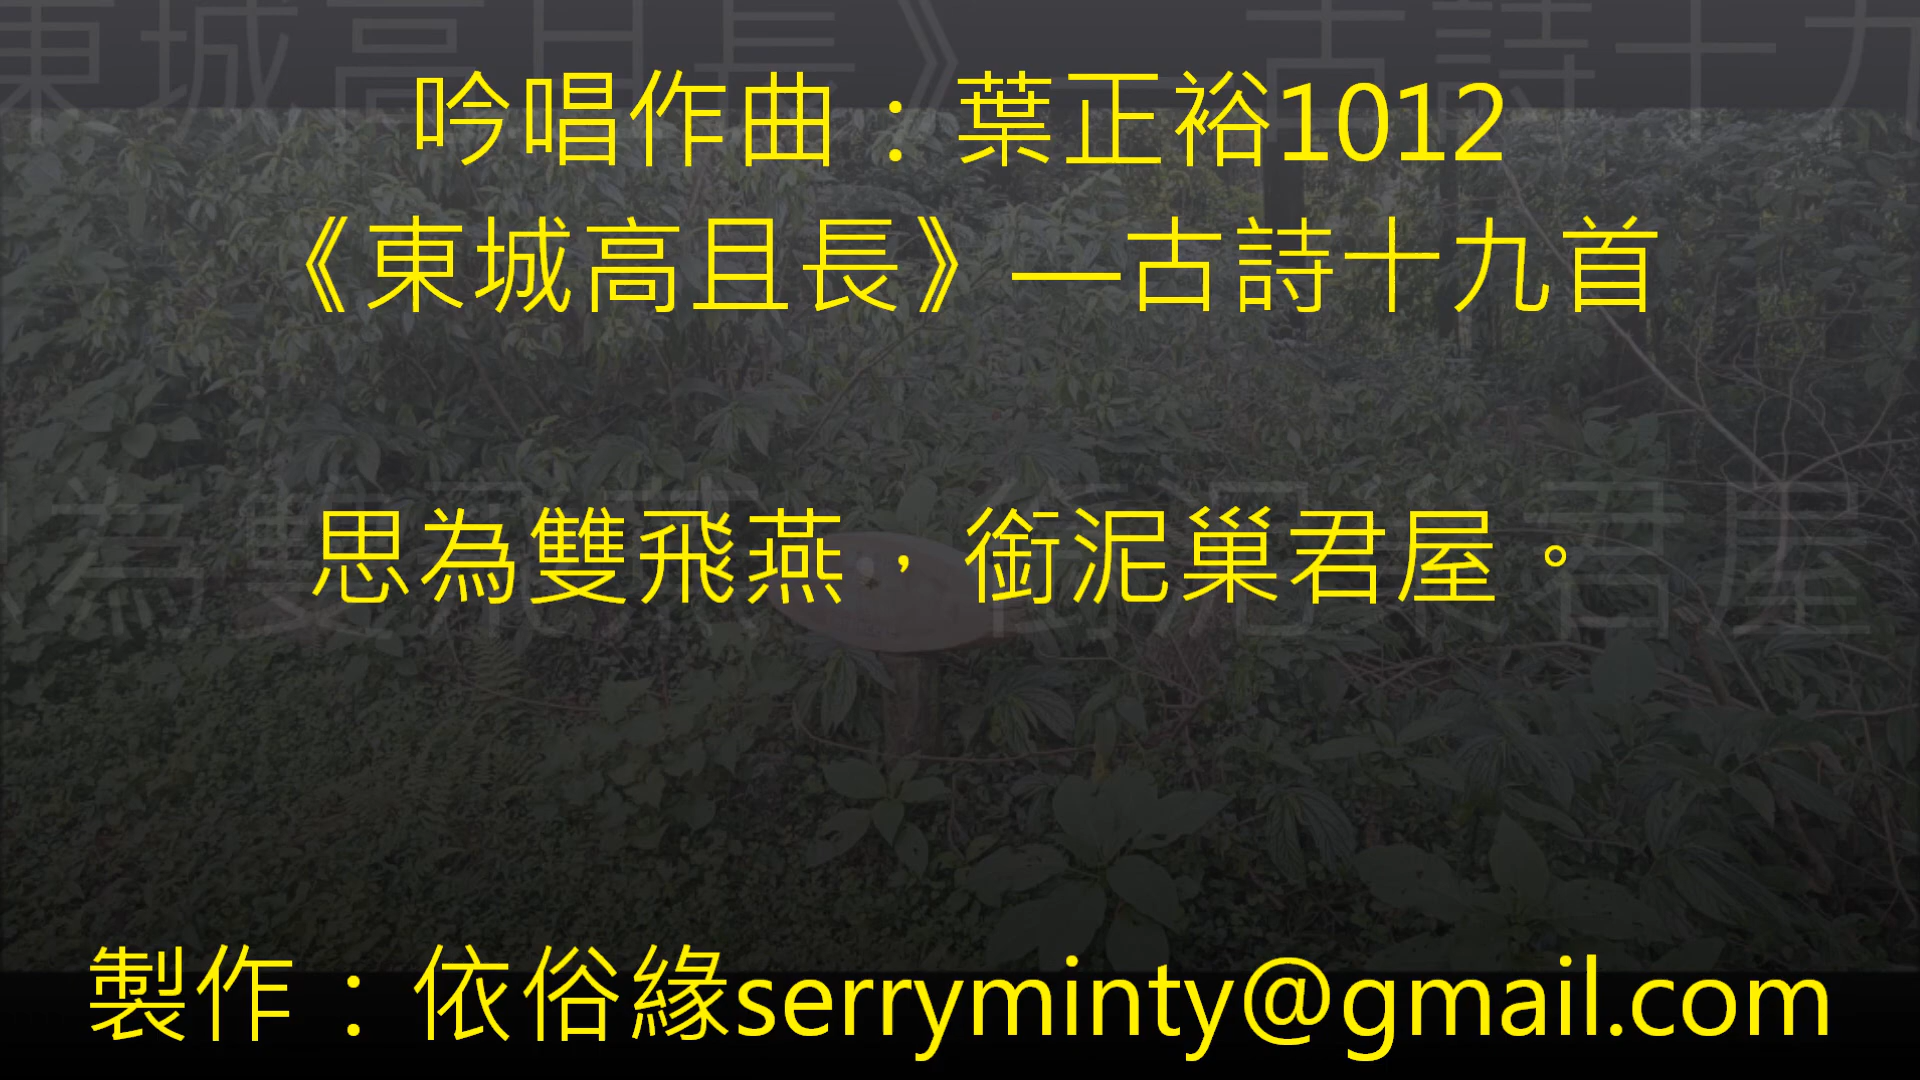 吟唱作曲：葉正裕1012
《東城高且長》—古詩十九首
思為雙飛燕， 銜泥巢君屋。
製作：依俗緣serryminty@gmail.com